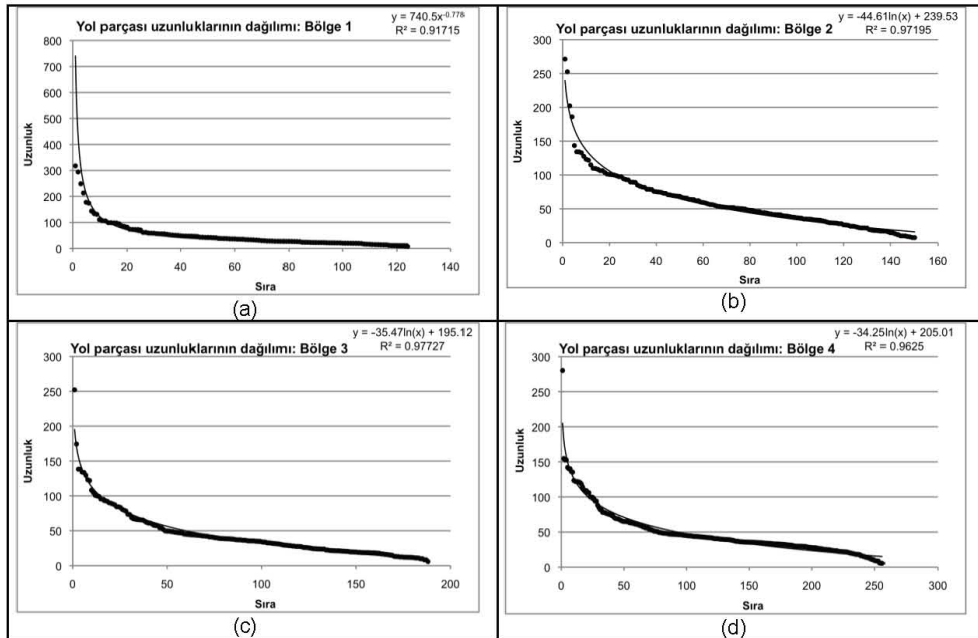 y = 740.5x^-0.778
Yol parçası uzunluklarının dağılımı: Bölge 1
R² = 0.91715
800
700
600
500
400
300
200
100
0
Uzunluk
0 20 40 60 80 100 120 140
Sıra
(a)
y = -44.61ln(x) + 239.53
Yol parçası uzunluklarının dağılımı: Bölge 2
R² = 0.97195
300
250
200
150
100
50
0
Uzunluk
0 20 40 60 80 100 120 140 160
Sıra
(b)
y = -35.47ln(x) + 195.12
Yol parçası uzunluklarının dağılımı: Bölge 3
R² = 0.97727
300
250
200
150
100
50
0
Uzunluk
0 50 100 150 200
Sıra
(c)
y = -34.25ln(x) + 205.01
Yol parçası uzunluklarının dağılımı: Bölge 4
R² = 0.9625
300
250
200
150
100
50
0
Uzunluk
0 50 100 150 200 250 300
Sıra
(d)